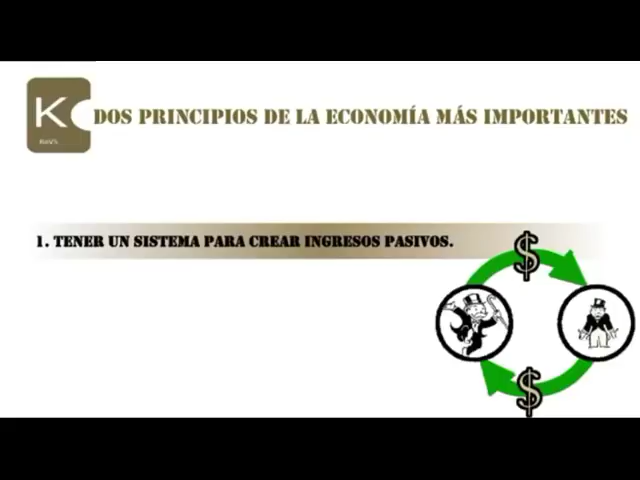 K
DOS PRINCIPIOS DE LA ECONOMÍA MÁS IMPORTANTES
1. TENER UN SISTEMA PARA CREAR INGRESOS PASIVOS.
$
$